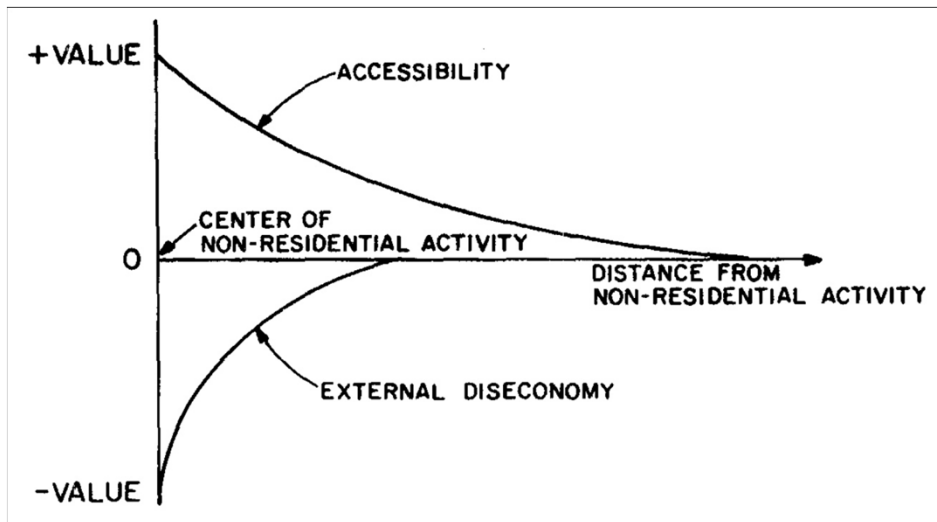 +VALUE
ACCESSIBILITY
CENTER OF
NON-RESIDENTIAL ACTIVITY
0
DISTANCE FROM
NON-RESIDENTIAL ACTIVITY
EXTERNAL DISECONOMY
-VALUE